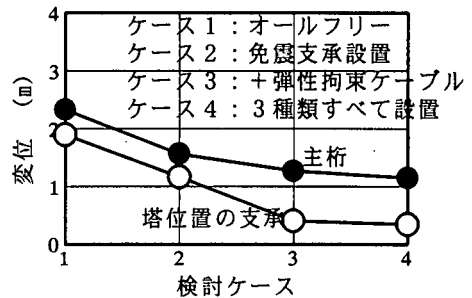 4
ケース1：オールフリー
ケース2：免震支承設置
3
ケース3：＋弾性拘束ケーブル
ケース4：3種類すべて設置
変位 (m)
2
主桁
1
塔位置の支承
0
1 2 3 4
検討ケース